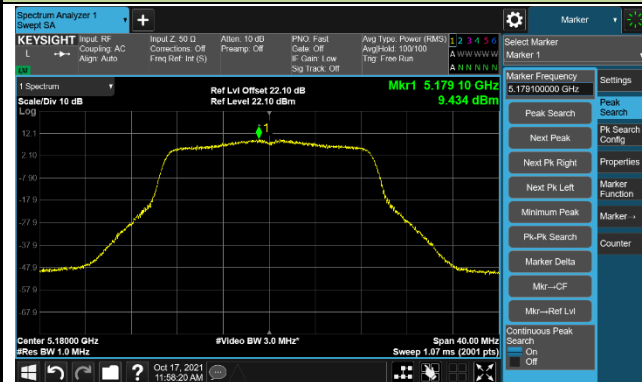 Spectrum Analyzer 1
Swept SA
+
Marker
KEYSIGHT
L
LXI
Input: RF
Coupling: AC
Align: Auto
Input Z: 50 Ω
Corrections: Off
Freq Ref: Int (S)
Atten: 10 dB
Preamp: Off
PNO: Fast
Gate: Off
IF Gain: Low
Sig Track: Off
Avg Type: Power (RMS)
Avg|Hold: 100/100
Trig: Free Run
1 2 3 4 5 6
A W W W W W
A N N N N N
Select Marker
Marker 1
1 Spectrum
Scale/Div 10 dB
Log
Ref Lvl Offset 22.10 dB
Ref Level 22.10 dBm
Mkr1 5.179 10 GHz
9.434 dBm
1
12.1
2.10
-7.90
-17.9
-27.9
-37.9
-47.9
-57.9
-67.9
Center 5.18000 GHz
#Res BW 1.0 MHz
#Video BW 3.0 MHz*
Span 40.00 MHz
Sweep 1.07 ms (2001 pts)
Marker Frequency
5.179100000 GHz
Peak Search
Next Peak
Next Pk Right
Next Pk Left
Minimum Peak
Pk-Pk Search
Marker Delta
Mkr→CF
Mkr→Ref Lvl
Continuous Peak
Search
On
Off
Settings
Peak
Search
Pk Search
Config
Properties
Marker
Function
Marker→
Counter
?
Oct 17, 2021
11:58:20 AM